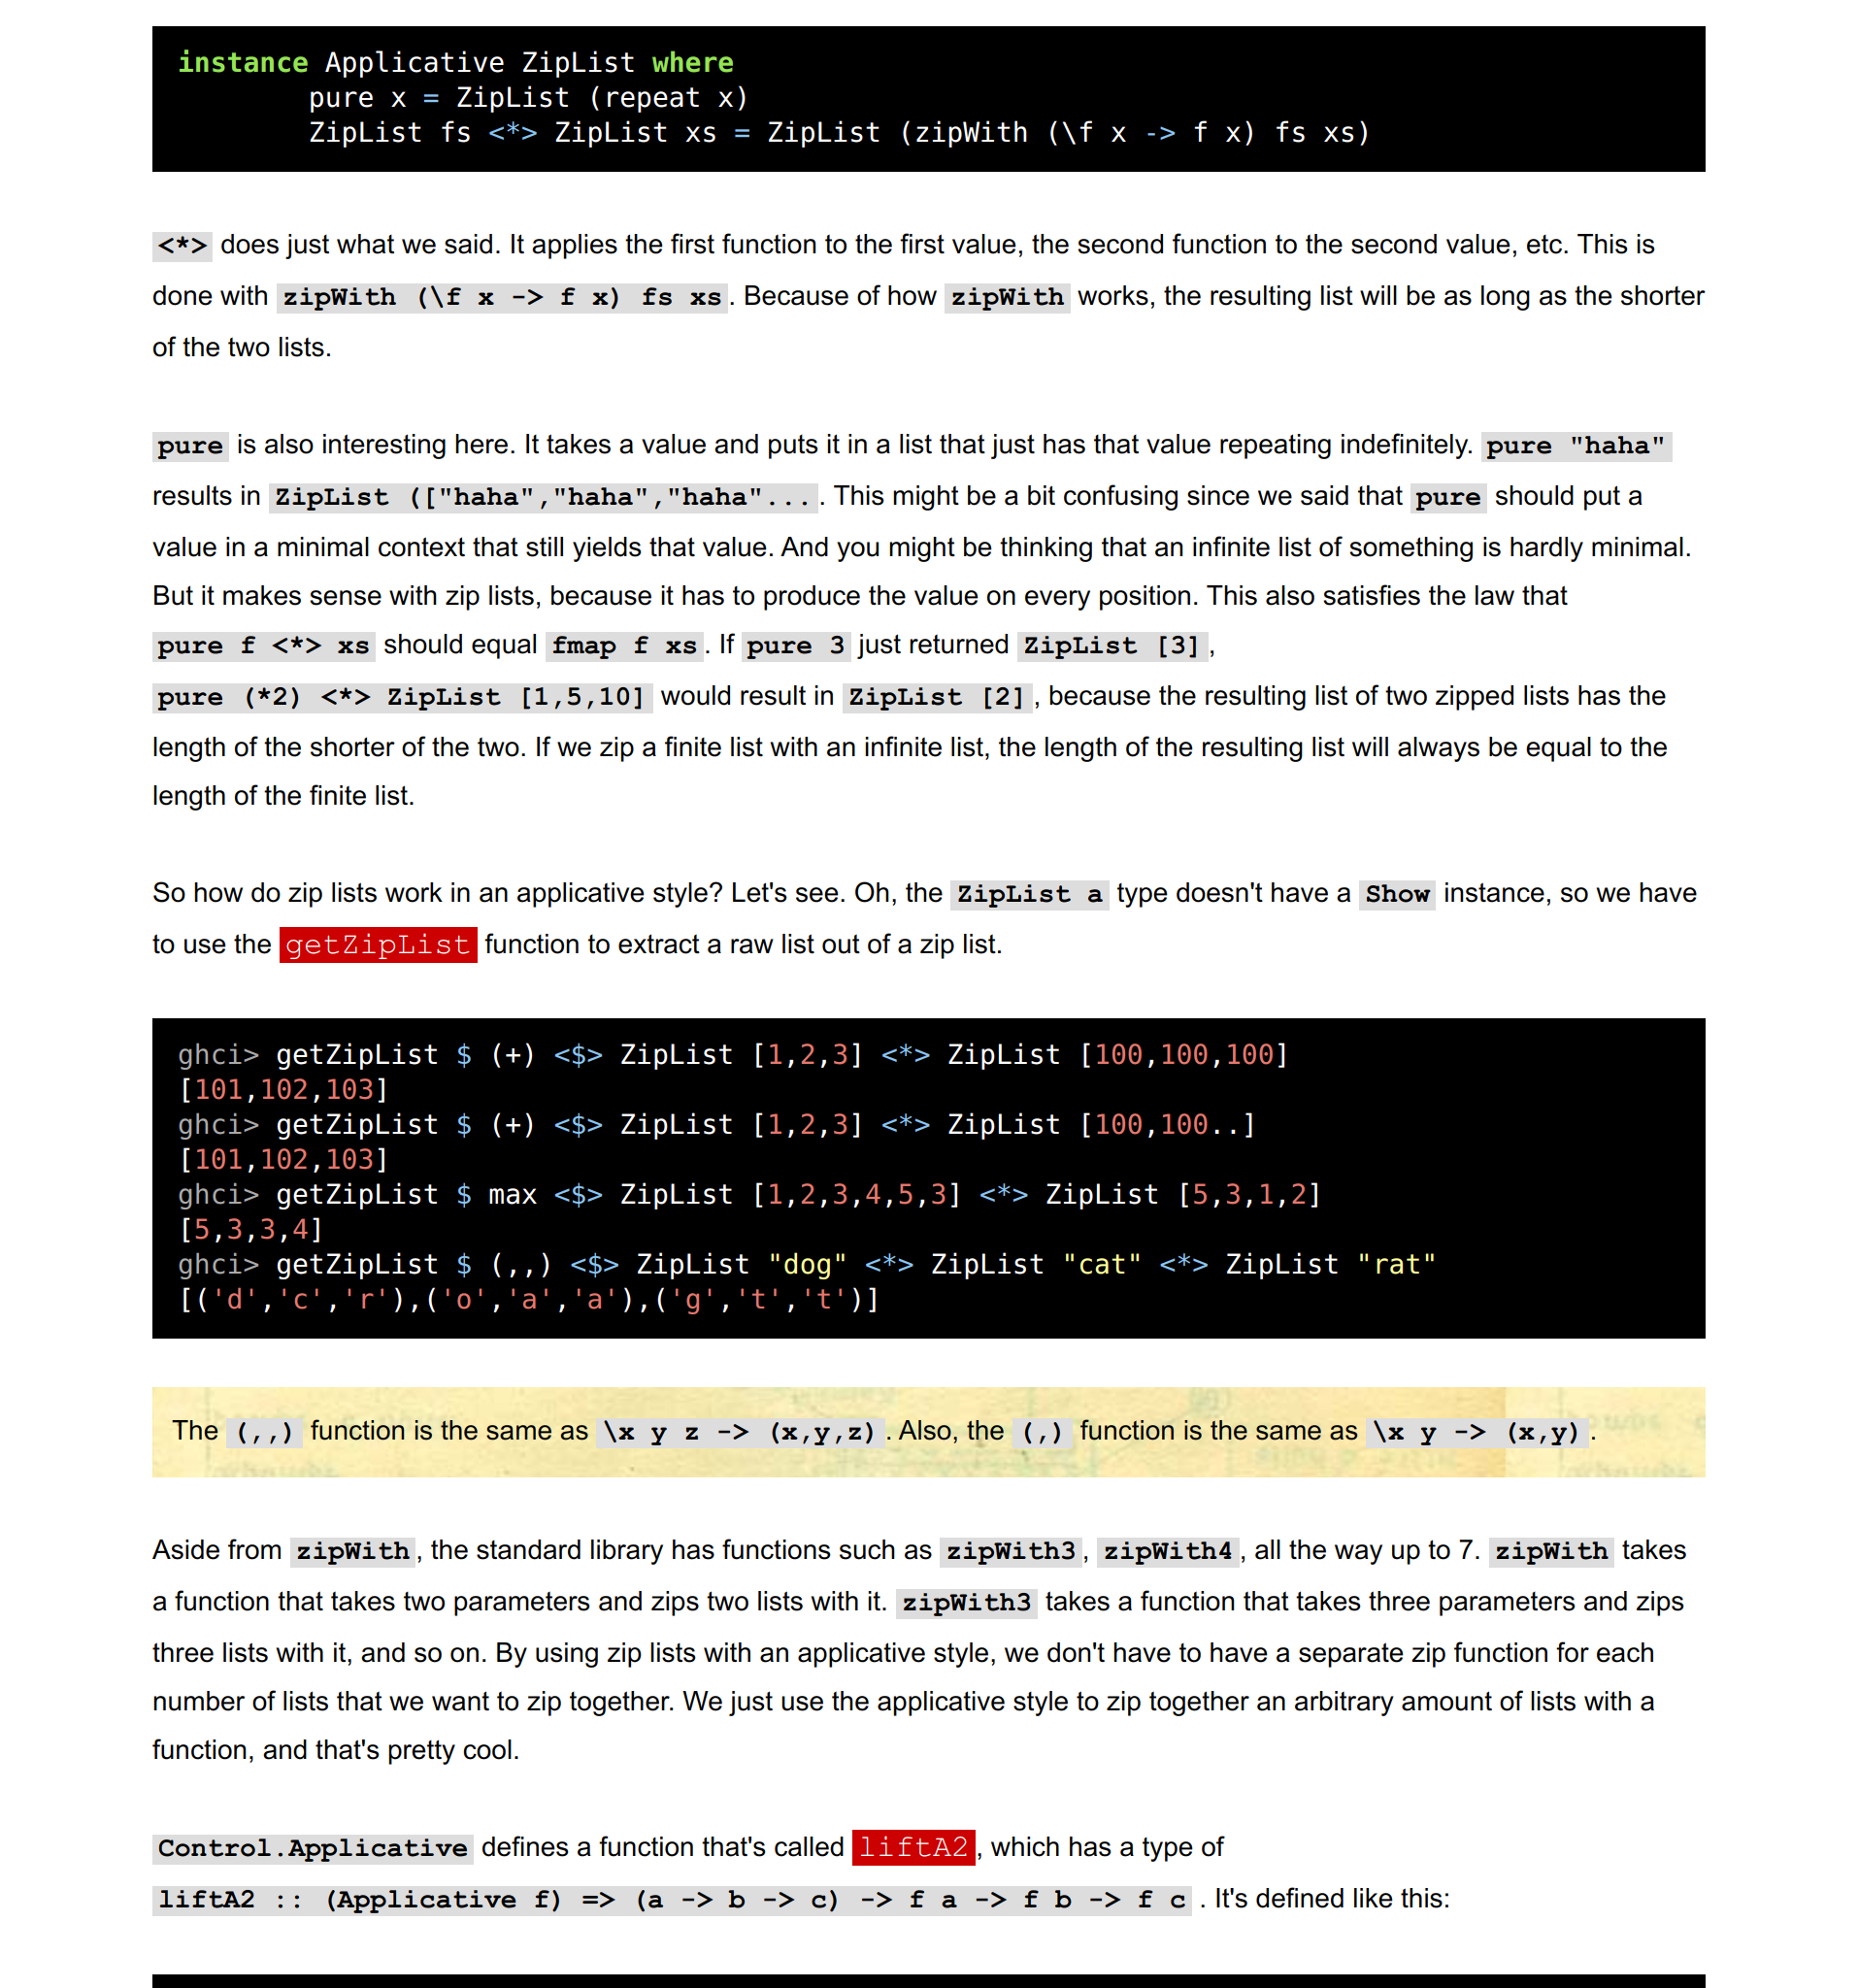 instance Applicative ZipList where
        pure x = ZipList (repeat x)
        ZipList fs <*> ZipList xs = ZipList (zipWith (\f x -> f x) fs xs)
<*> does just what we said. It applies the first function to the first value, the second function to the second value, etc. This is
done with zipWith (\f x -> f x) fs xs. Because of how zipWith works, the resulting list will be as long as the shorter
of the two lists.
pure is also interesting here. It takes a value and puts it in a list that just has that value repeating indefinitely. pure "haha"
results in ZipList (["haha","haha","haha".... This might be a bit confusing since we said that pure should put a
value in a minimal context that still yields that value. And you might be thinking that an infinite list of something is hardly minimal.
But it makes sense with zip lists, because it has to produce the value on every position. This also satisfies the law that
pure f <*> xs should equal fmap f xs. If pure 3 just returned ZipList [3],
pure (*2) <*> ZipList [1,5,10] would result in ZipList [2], because the resulting list of two zipped lists has the
length of the shorter of the two. If we zip a finite list with an infinite list, the length of the resulting list will always be equal to the
length of the finite list.
So how do zip lists work in an applicative style? Let's see. Oh, the ZipList a type doesn't have a Show instance, so we have
to use the getZipList function to extract a raw list out of a zip list.
ghci> getZipList $ (+) <$> ZipList [1,2,3] <*> ZipList [100,100,100]
[101,102,103]
ghci> getZipList $ (+) <$> ZipList [1,2,3] <*> ZipList [100,100..]
[101,102,103]
ghci> getZipList $ max <$> ZipList [1,2,3,4,5,3] <*> ZipList [5,3,1,2]
[5,3,3,4]
ghci> getZipList $ (,,) <$> ZipList "dog" <*> ZipList "cat" <*> ZipList "rat"
[('d','c','r'),('o','a','a'),('g','t','t')]
The (,,) function is the same as \x y z -> (x,y,z). Also, the (,) function is the same as \x y -> (x,y).
Aside from zipWith, the standard library has functions such as zipWith3, zipWith4, all the way up to 7. zipWith takes
a function that takes two parameters and zips two lists with it. zipWith3 takes a function that takes three parameters and zips
three lists with it, and so on. By using zip lists with an applicative style, we don't have to have a separate zip function for each
number of lists that we want to zip together. We just use the applicative style to zip together an arbitrary amount of lists with a
function, and that's pretty cool.
Control.Applicative defines a function that's called liftA2, which has a type of
liftA2 :: (Applicative f) => (a -> b -> c) -> f a -> f b -> f c . It's defined like this: